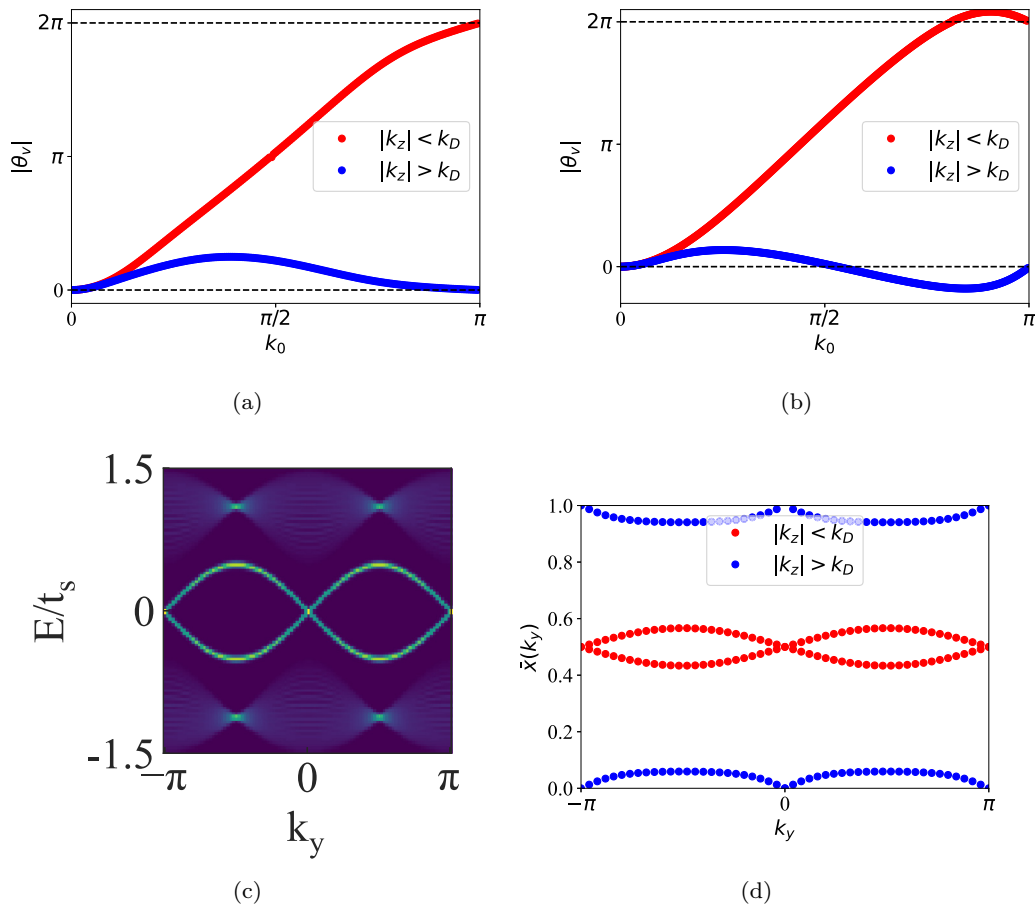 2π
π
0
|θ_v|
|k_z| < k_D
|k_z| > k_D
0
π/2
π
k_0
(a)
2π
π
0
|θ_v|
|k_z| < k_D
|k_z| > k_D
0
π/2
π
k_0
(b)
1.5
0
-1.5
E/t_s
−π
0
π
k_y
(c)
1.0
0.8
0.6
0.4
0.2
0.0
x̄(k_y)
|k_z| < k_D
|k_z| > k_D
−π
0
π
k_y
(d)